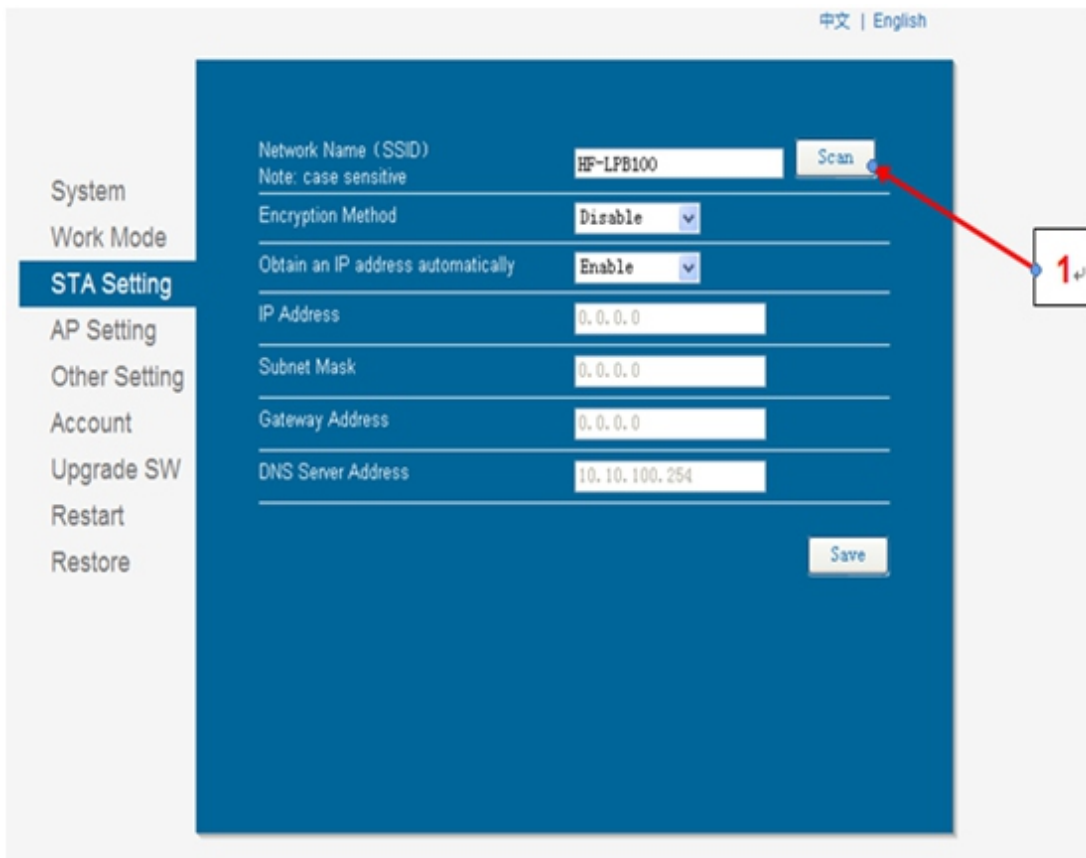 中文 | English
System
Work Mode
STA Setting
AP Setting
Other Setting
Account
Upgrade SW
Restart
Restore
Network Name（SSID）
Note: case sensitive
HF-LPB100
Scan
Encryption Method
Disable
Obtain an IP address automatically
Enable
IP Address
0.0.0.0
Subnet Mask
0.0.0.0
Gateway Address
0.0.0.0
DNS Server Address
10.10.100.254
Save
1